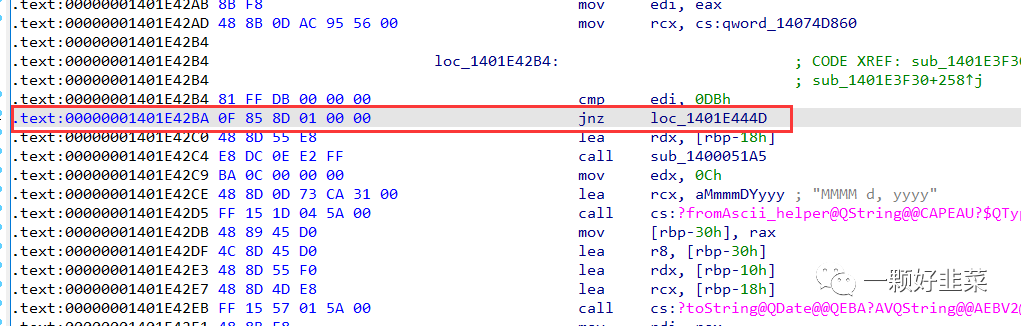 .text:00000001401E42AB 8B F8 mov edi, eax
.text:00000001401E42AD 48 8B 0D AC 95 56 00 mov rcx, cs:qword_14074D860
.text:00000001401E42B4
.text:00000001401E42B4 loc_1401E42B4: ; CODE XREF: sub_1401E3F30
.text:00000001401E42B4 ; sub_1401E3F30+258↑j
.text:00000001401E42B4 81 FF DB 00 00 00 cmp edi, 0DBh
.text:00000001401E42BA 0F 85 8D 01 00 00 jnz loc_1401E444D
.text:00000001401E42C0 48 8D 55 E8 lea rdx, [rbp-18h]
.text:00000001401E42C4 E8 DC 0E E2 FF call sub_1400051A5
.text:00000001401E42C9 BA 0C 00 00 00 mov edx, 0Ch
.text:00000001401E42CE 48 8D 0D 73 CA 31 00 lea rcx, aMmmmDYyyy ; "MMMM d, yyyy"
.text:00000001401E42D5 FF 15 1D 04 5A 00 call cs:?fromAscii_helper@QString@@CAPEAU?$QTyp
.text:00000001401E42DB 48 89 45 D0 mov [rbp-30h], rax
.text:00000001401E42DF 4C 8D 45 D0 lea r8, [rbp-30h]
.text:00000001401E42E3 48 8D 55 F0 lea rdx, [rbp-10h]
.text:00000001401E42E7 48 8D 4D E8 lea rcx, [rbp-18h]
.text:00000001401E42EB FF 15 57 01 5A 00 call cs:?toString@QDate@@QEBA?AVQString@@AEBV2@
一颗好韭菜